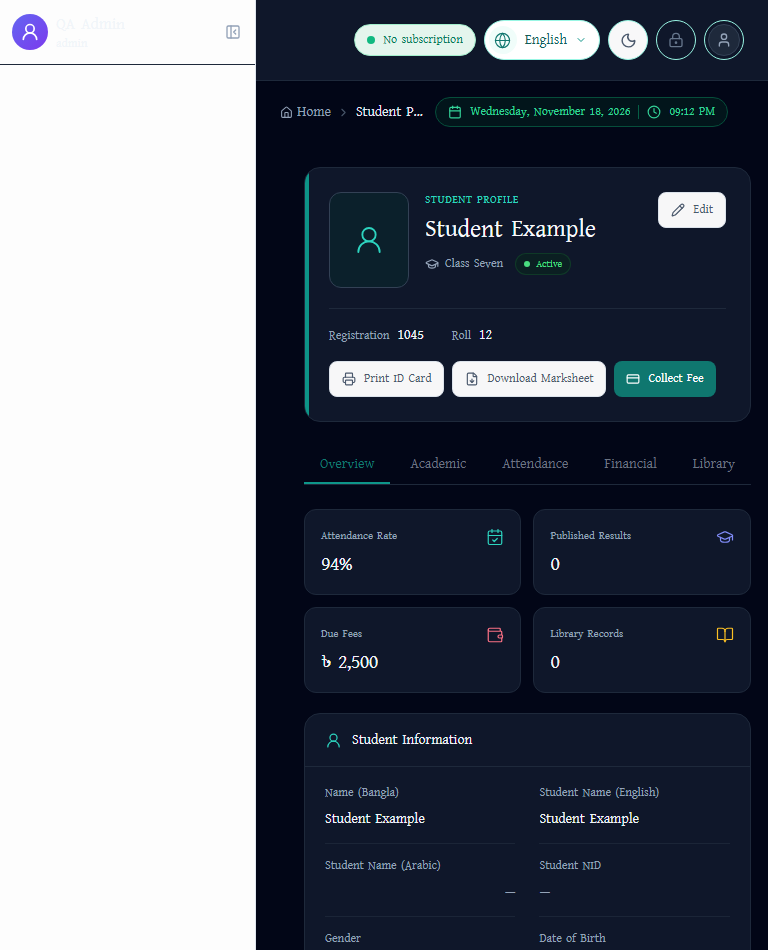 QA Admin
admin
No subscription
English
Home
Student P...
Wednesday, November 18, 2026
09:12 PM
STUDENT PROFILE
Student Example
Edit
Class Seven
Active
Registration 1045
Roll 12
Print ID Card
Download Marksheet
Collect Fee
Overview
Academic
Attendance
Financial
Library
Attendance Rate
94%
Published Results
0
Due Fees
৳ 2,500
Library Records
0
Student Information
Name (Bangla)
Student Example
Student Name (English)
Student Example
Student Name (Arabic)
—
Student NID
—
Gender
Date of Birth